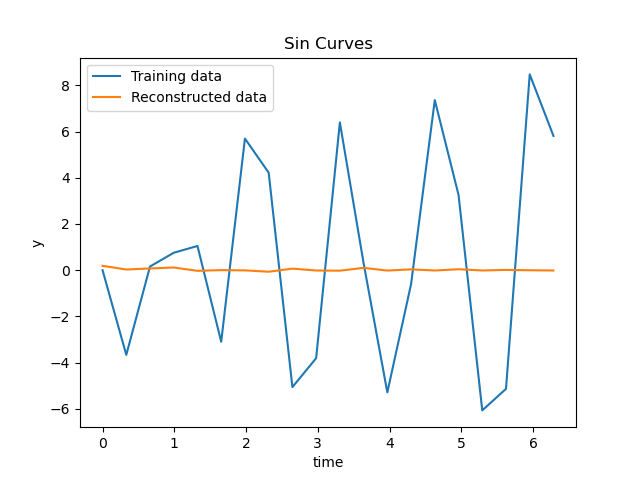 Sin Curves
Training data
Reconstructed data
y
8
6
4
2
0
−2
−4
−6
0 1 2 3 4 5 6
time